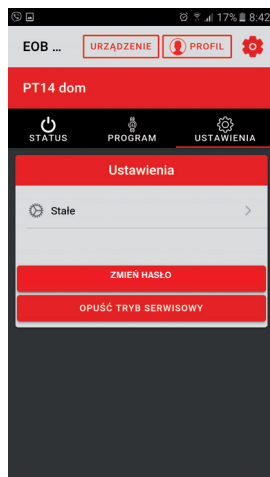 17% 8:42
EOB ... URZĄDZENIE PROFIL
PT14 dom
STATUS PROGRAM USTAWIENIA
Ustawienia
Stałe
ZMIEŃ HASŁO
OPUŚĆ TRYB SERWISOWY